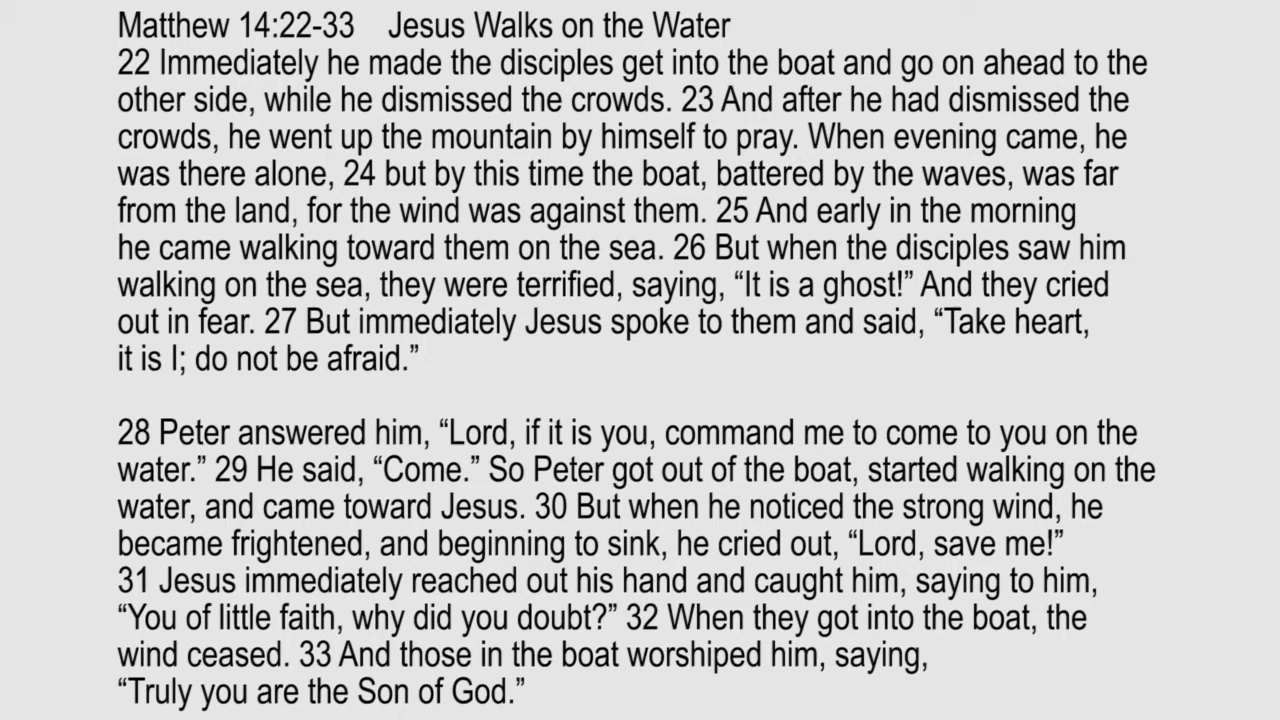 Matthew 14:22-33    Jesus Walks on the Water
22 Immediately he made the disciples get into the boat and go on ahead to the
other side, while he dismissed the crowds. 23 And after he had dismissed the
crowds, he went up the mountain by himself to pray. When evening came, he
was there alone, 24 but by this time the boat, battered by the waves, was far
from the land, for the wind was against them. 25 And early in the morning
he came walking toward them on the sea. 26 But when the disciples saw him
walking on the sea, they were terrified, saying, “It is a ghost!” And they cried
out in fear. 27 But immediately Jesus spoke to them and said, “Take heart,
it is I; do not be afraid.”
28 Peter answered him, “Lord, if it is you, command me to come to you on the
water.” 29 He said, “Come.” So Peter got out of the boat, started walking on the
water, and came toward Jesus. 30 But when he noticed the strong wind, he
became frightened, and beginning to sink, he cried out, “Lord, save me!”
31 Jesus immediately reached out his hand and caught him, saying to him,
“You of little faith, why did you doubt?” 32 When they got into the boat, the
wind ceased. 33 And those in the boat worshiped him, saying,
“Truly you are the Son of God.”